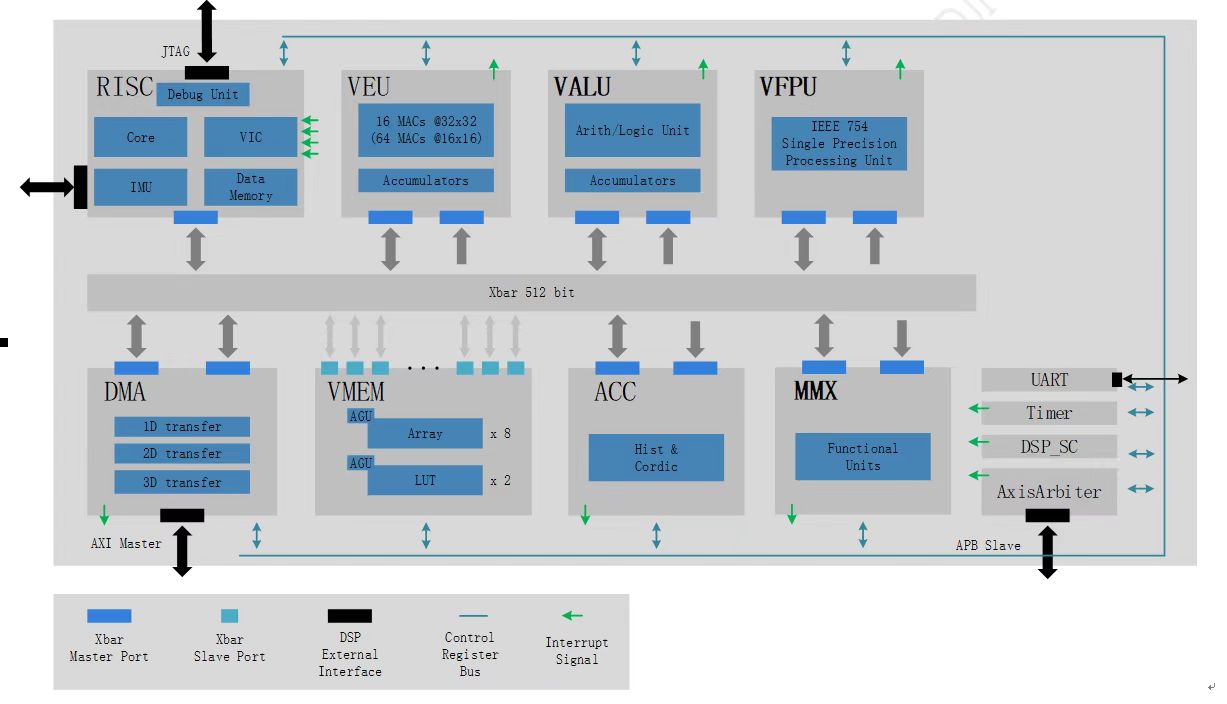 JTAG
RISC
Debug Unit
Core
VIC
IMU
Data
Memory
VEU
16 MACs @32x32
(64 MACs @16x16)
Accumulators
VALU
Arith/Logic Unit
Accumulators
VFPU
IEEE 754
Single Precision
Processing Unit
Xbar 512 bit
DMA
1D transfer
2D transfer
3D transfer
AXI Master
VMEM
...
AGU
Array
x 8
AGU
LUT
x 2
ACC
Hist &
Cordic
MMX
Functional
Units
UART
Timer
DSP_SC
AxisArbiter
APB Slave
Xbar
Master Port
Xbar
Slave Port
DSP
External
Interface
Control
Register
Bus
Interrupt
Signal